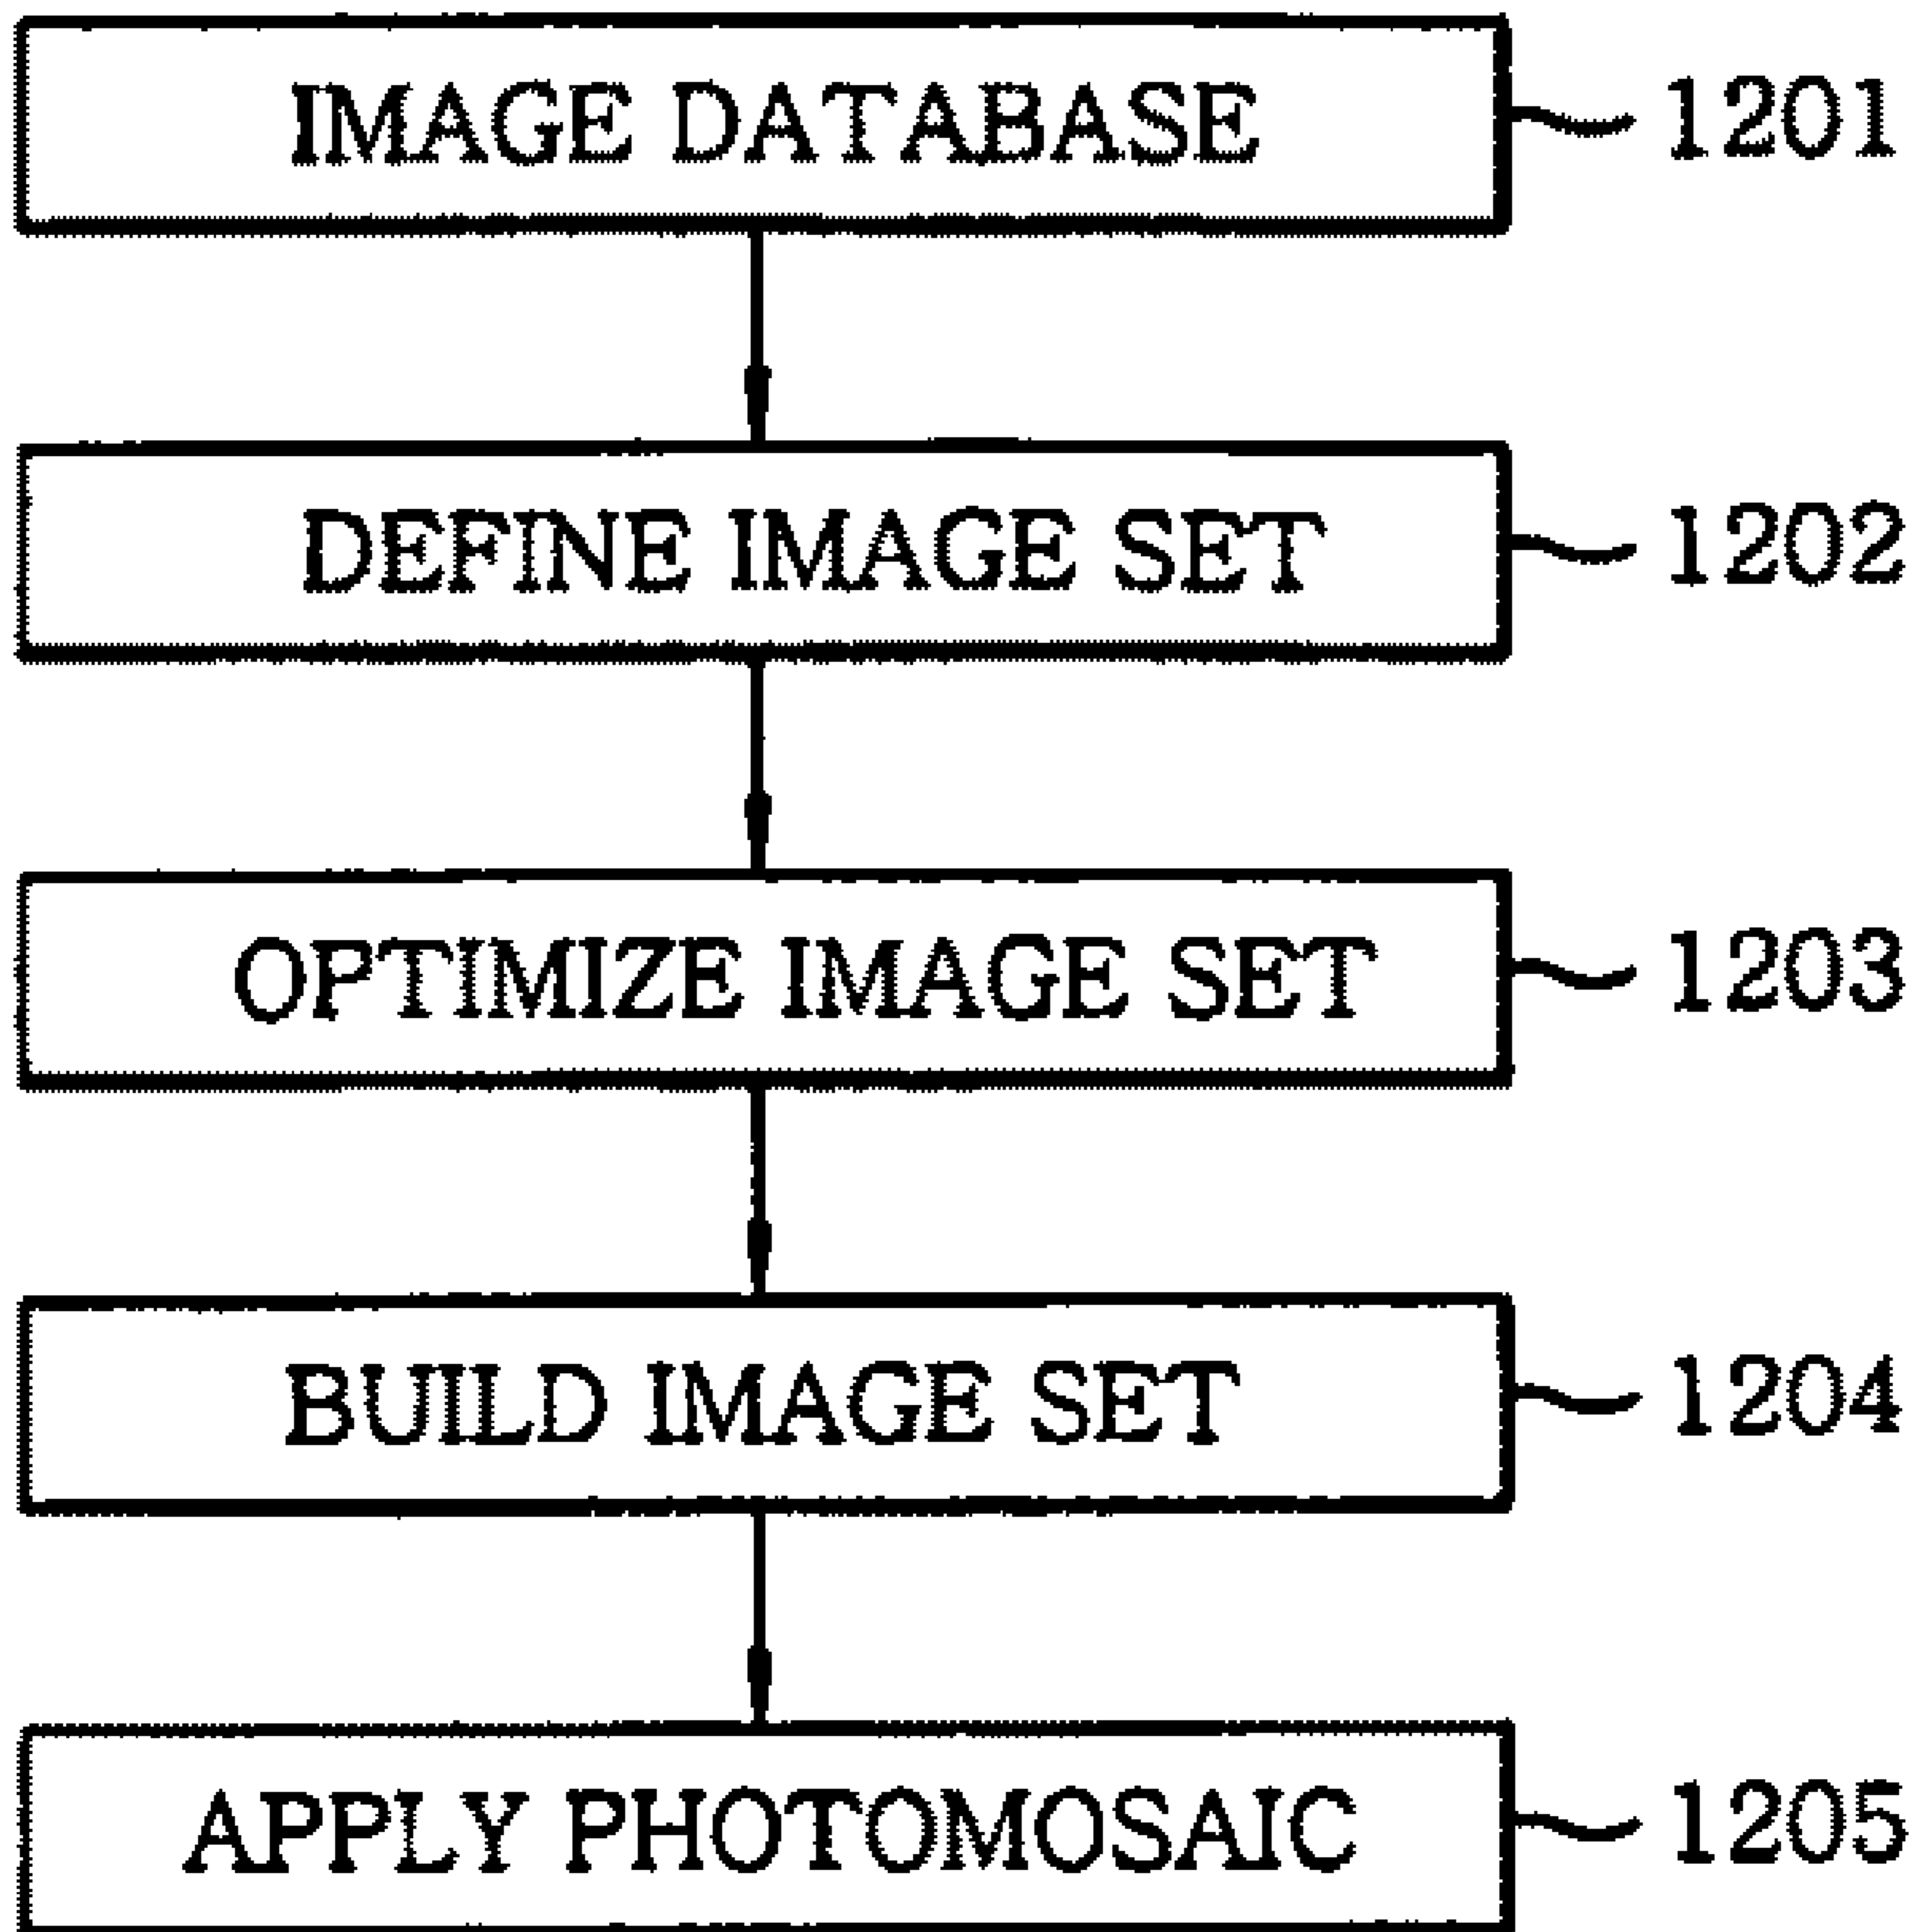 IMAGE DATABASE 1201
DEFINE IMAGE SET 1202
OPTIMIZE IMAGE SET 1203
BUILD IMAGE SET 1204
APPLY PHOTOMOSAIC 1205